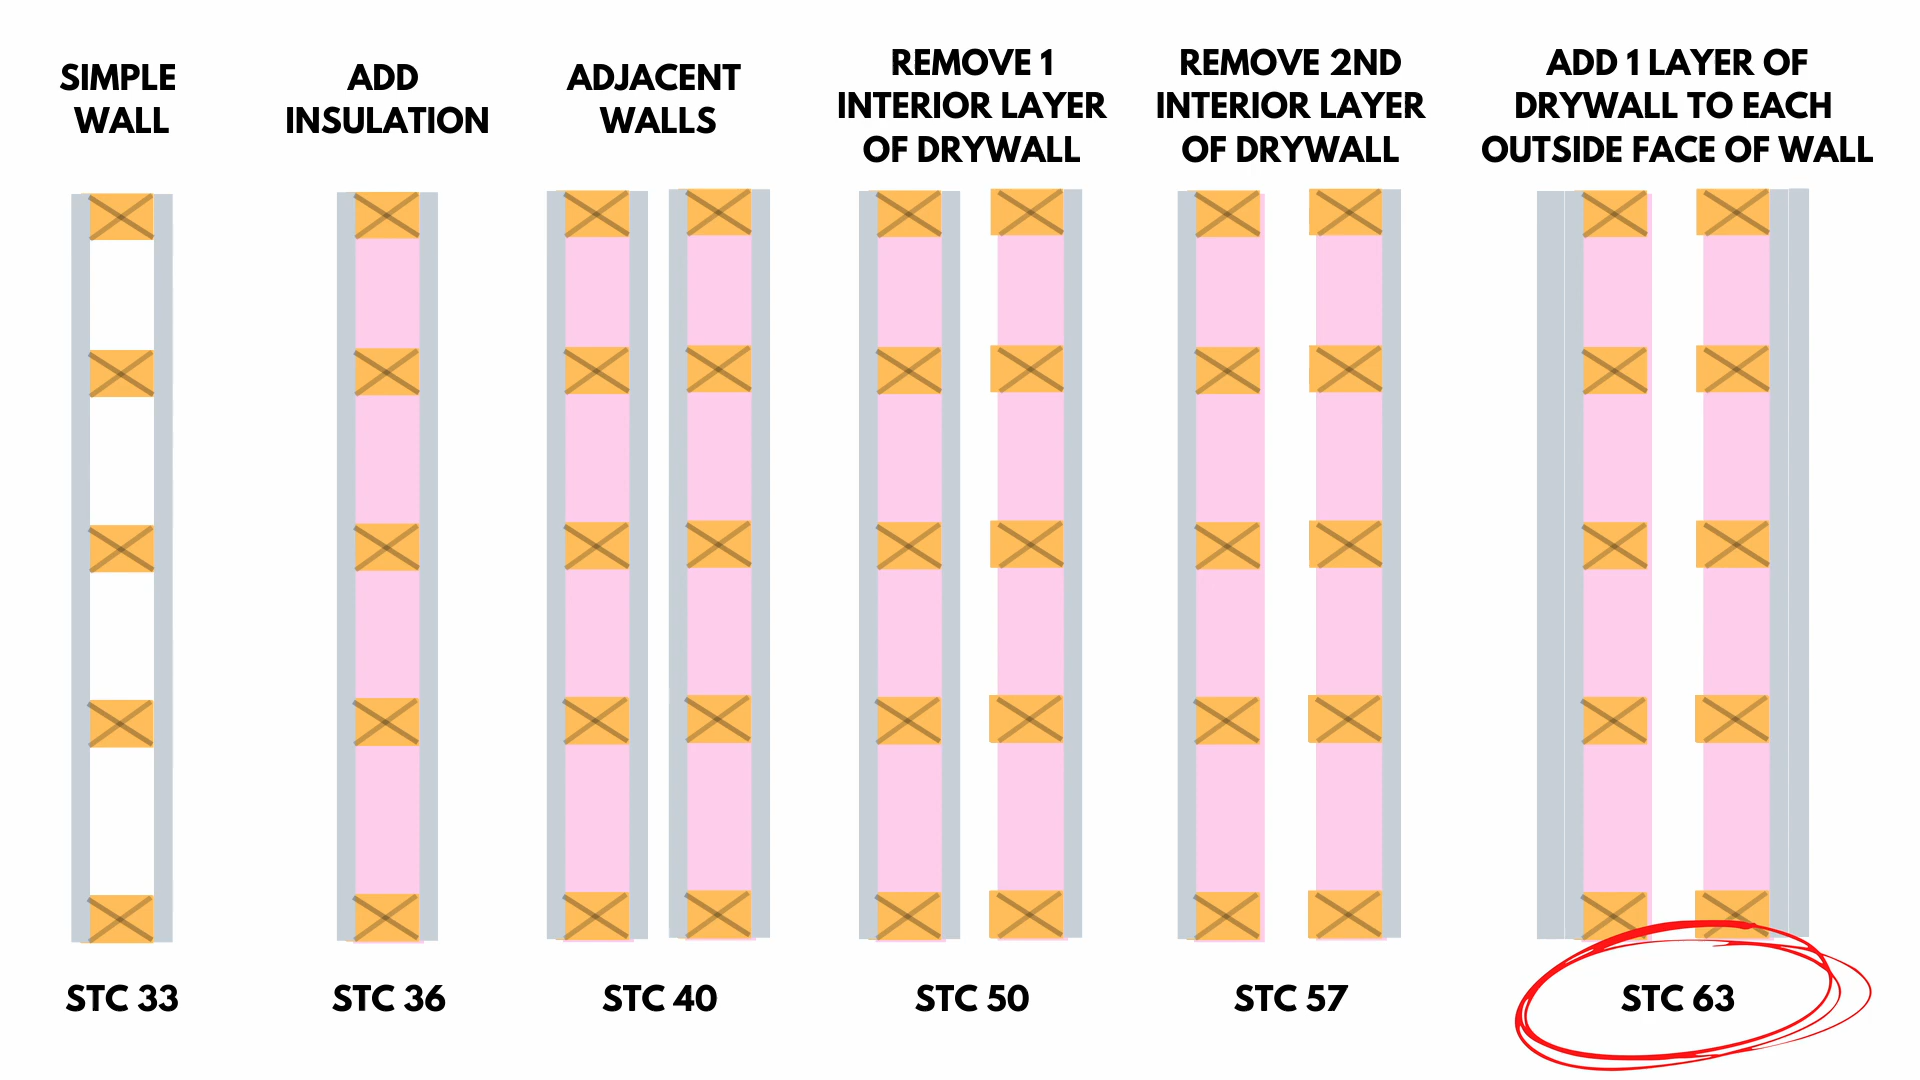 SIMPLE
WALL
ADD
INSULATION
ADJACENT
WALLS
REMOVE 1
INTERIOR LAYER
OF DRYWALL
REMOVE 2ND
INTERIOR LAYER
OF DRYWALL
ADD 1 LAYER OF
DRYWALL TO EACH
OUTSIDE FACE OF WALL
STC 33
STC 36
STC 40
STC 50
STC 57
STC 63